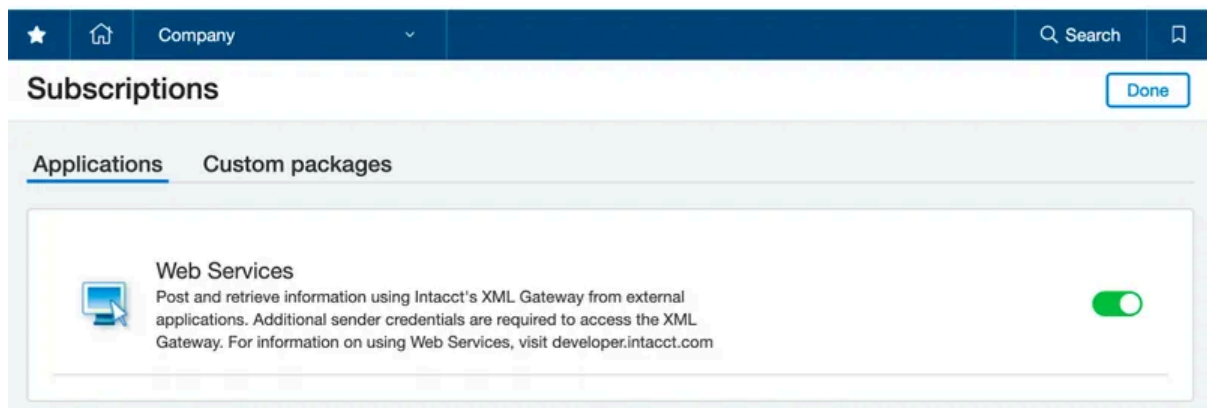 Company
Search
Subscriptions
Done
Applications
Custom packages
Web Services
Post and retrieve information using Intacct's XML Gateway from external
applications. Additional sender credentials are required to access the XML
Gateway. For information on using Web Services, visit developer.intacct.com